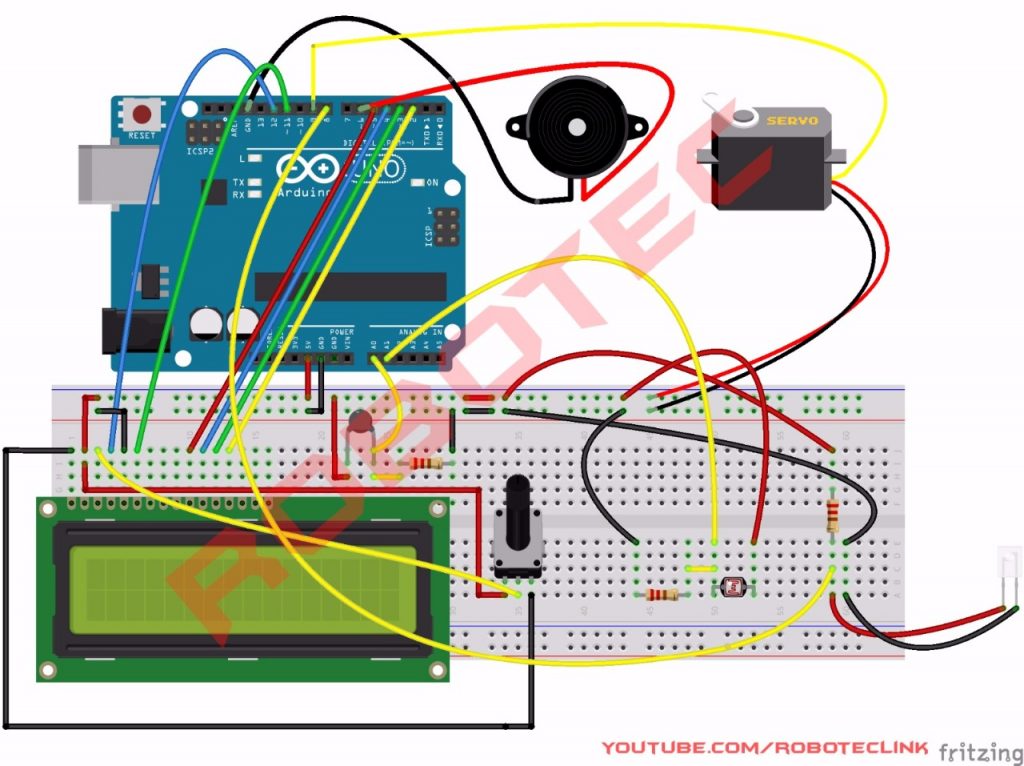 RESET
ICSP2
AREF
GND
13
12
~11
~10
~9
8
7
~6
~5
4
~3
2
TX▶1
RX◀0
DIGITAL (PWM=~)
L
TX
RX
UNO
Arduino
ON
ICSP
1
SERVO
POWER
ANALOG IN
3V3
5V
GND
GND
VIN
A0
A1
A2
A3
A4
A5
ROBOTEC
YOUTUBE.COM/ROBOTECLINK
fritzing